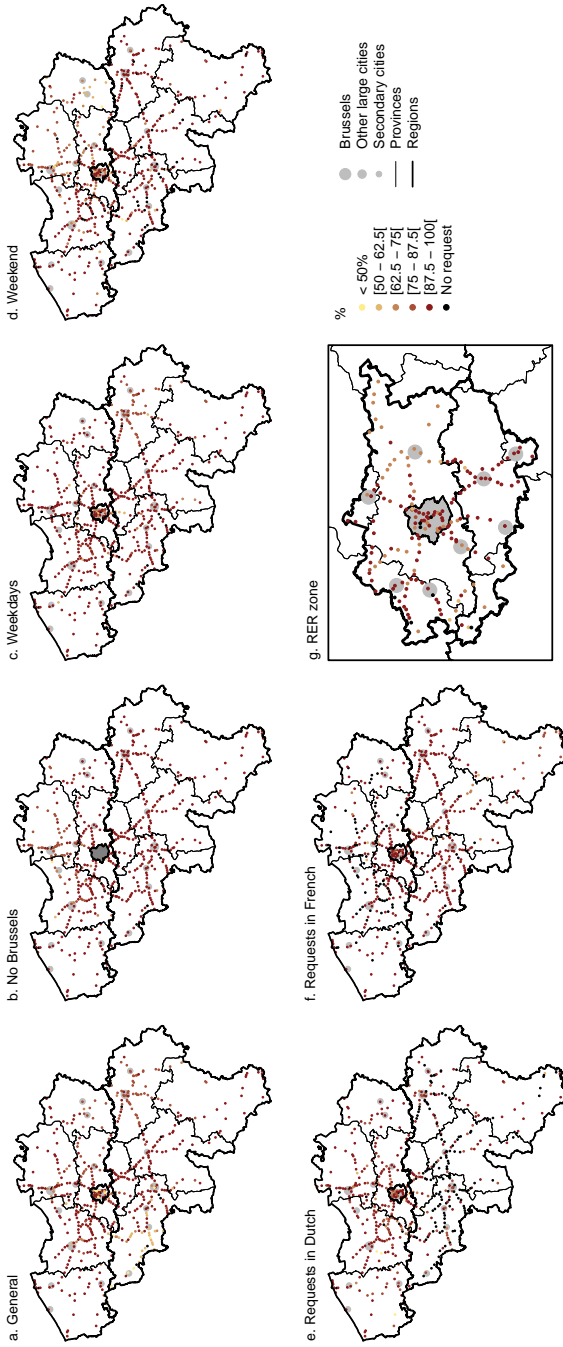 a. General
b. No Brussels
c. Weekdays
d. Weekend
e. Requests in Dutch
f. Requests in French
g. RER zone
%
< 50%
[50 – 62.5[
[62.5 – 75[
[75 – 87.5[
[87.5 – 100[
No request
Brussels
Other large cities
Secondary cities
Provinces
Regions